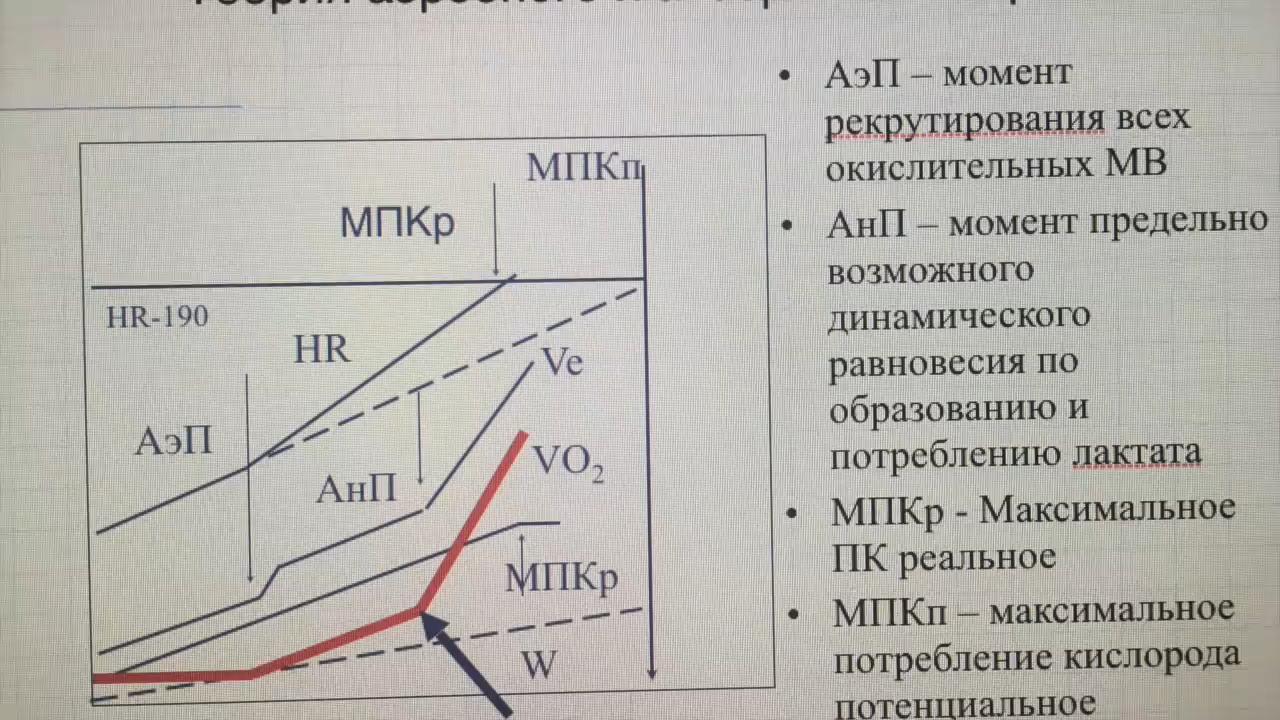 МПКп
МПКр
HR-190
HR
Ve
АэП
АнП
VO2
МПКр
W
• АэП – момент
рекрутирования всех
окислительных МВ
• АнП – момент предельно
возможного
динамического
равновесия по
образованию и
потреблению лактата
• МПКр - Максимальное
ПК реальное
• МПКп – максимальное
потребление кислорода
потенциальное